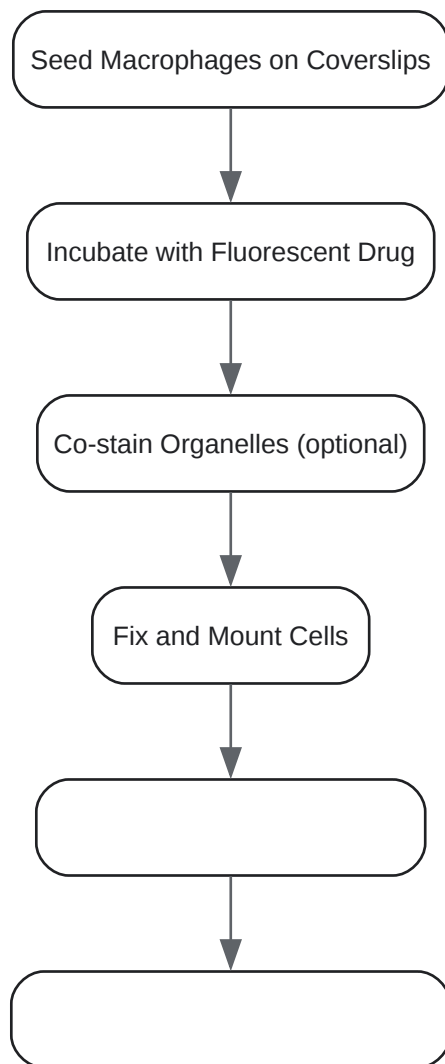 Seed Macrophages on Coverslips
Incubate with Fluorescent Drug
Co-stain Organelles (optional)
Fix and Mount Cells